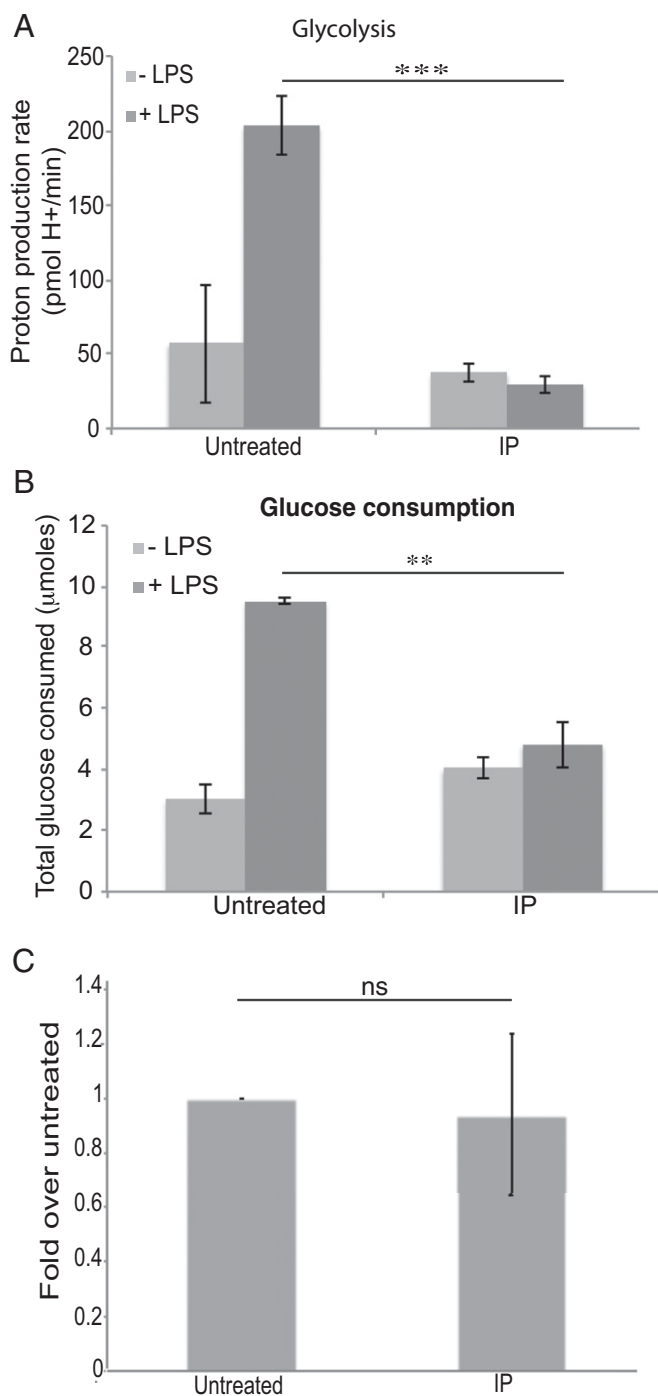 A
Glycolysis
250
200
150
100
50
0
Proton production rate
(pmol H+/min)
- LPS
+ LPS
***
Untreated
IP
B
Glucose consumption
12
10
8
6
4
2
0
Total glucose consumed (μmoles)
- LPS
+ LPS
**
Untreated
IP
C
1.4
1.2
1
0.8
0.6
0.4
0.2
0
Fold over untreated
ns
Untreated
IP